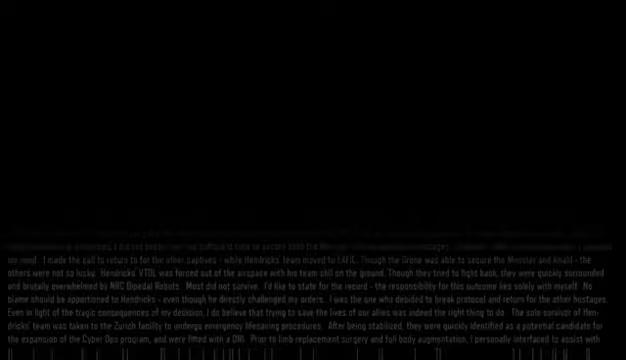 my mind. I made the call to return to for the other captives - while Hendricks' team moved to EXFIL. Though the Drone was able to secure the Minister and Khalil - the
others were not so lucky. Hendricks' VTOL was forced out of the airspace with his team still on the ground. Though they tried to fight back, they were quickly surrounded
and brutally overwhelmed by NRC Bipedal Robots. Most did not survive. I'd like to state for the record - the responsibility for this outcome lies solely with myself. No
blame should be apportioned to Hendricks - even though he directly challenged my orders. I was the one who decided to break protocol and return for the other hostages.
Even in light of the tragic consequences of my decision, I do believe that trying to save the lives of our allies was indeed the right thing to do. The sole survivor of Hen-
dricks' team was taken to the Zurich facility to undergo emergency lifesaving procedures. After being stabilized, they were quickly identified as a potential candidate for
the expansion of the Cyber Ops program, and were fitted with a DNI. Prior to limb replacement surgery and full body augmentation, I personally interfaced to assist with